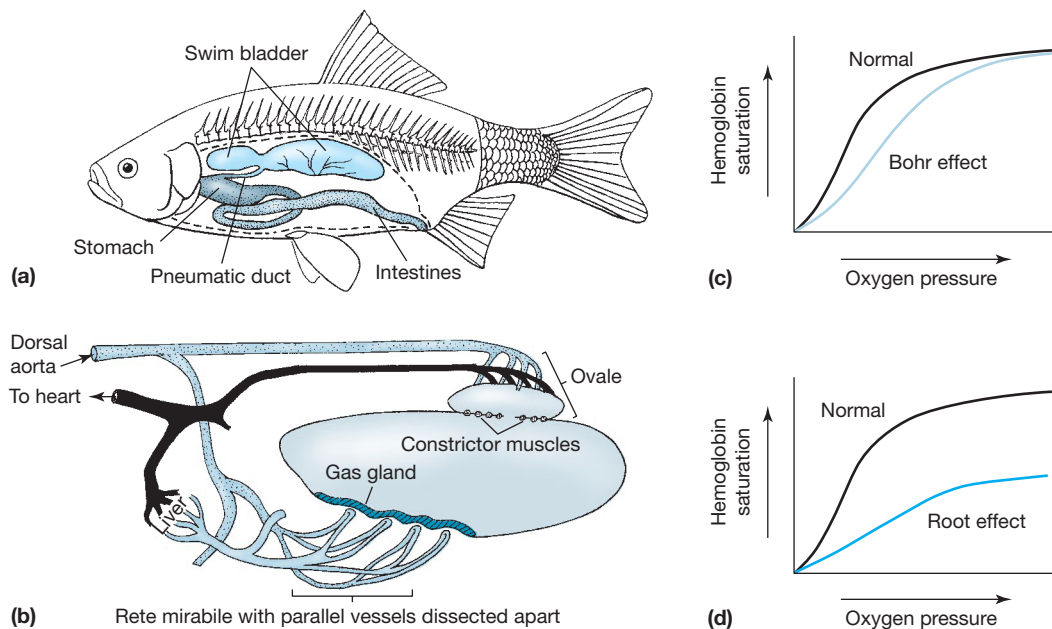 Swim bladder
Stomach
Pneumatic duct
Intestines
(a)
Dorsal
aorta
To heart
Liver
Gas gland
Constrictor muscles
Ovale
(b)
Rete mirabile with parallel vessels dissected apart
Hemoglobin
saturation
Normal
Bohr effect
(c)
Oxygen pressure
Hemoglobin
saturation
Normal
Root effect
(d)
Oxygen pressure